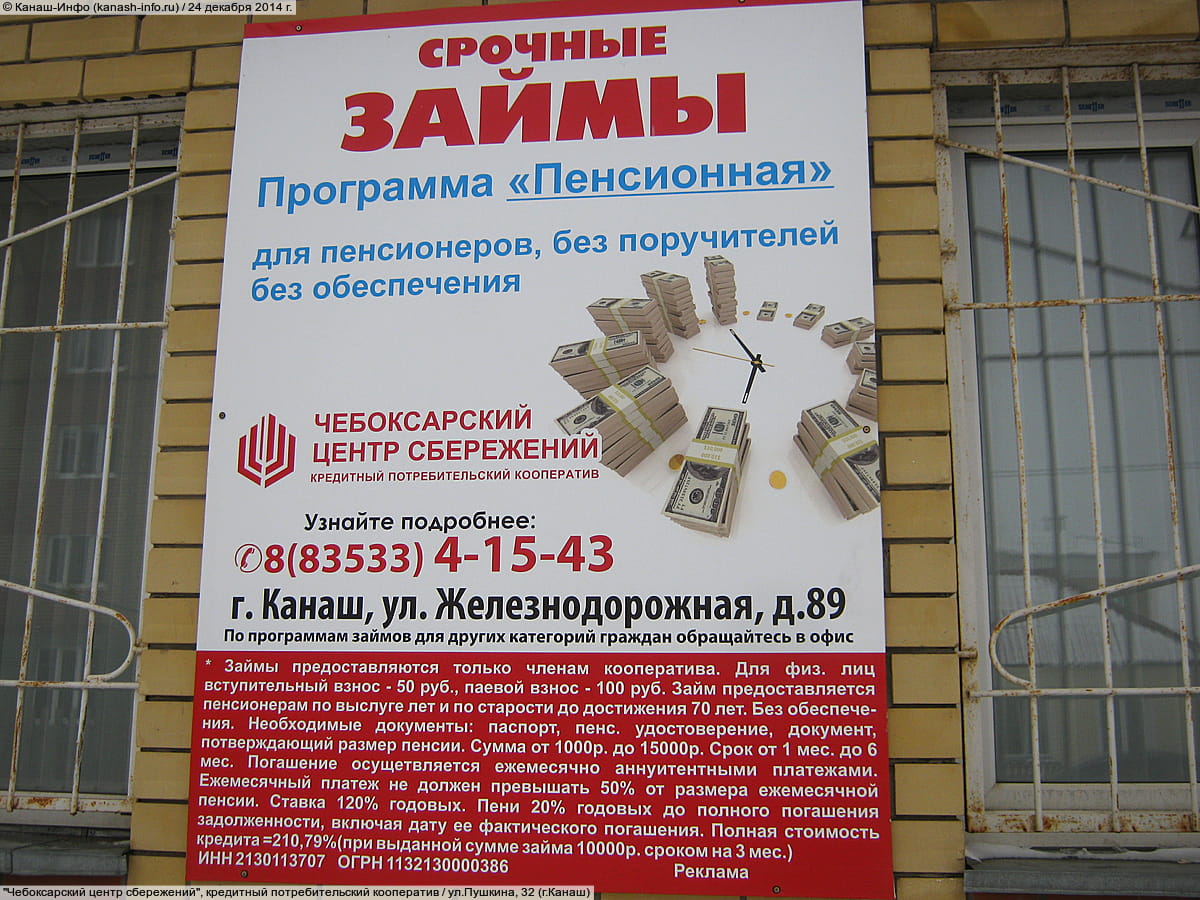 © Канаш-Инфо (kanash-info.ru) / 24 декабря 2014 г.
СРОЧНЫЕ
ЗАЙМЫ
Программа «Пенсионная»
для пенсионеров, без поручителей
без обеспечения
ЧЕБОКСАРСКИЙ
ЦЕНТР СБЕРЕЖЕНИЙ
КРЕДИТНЫЙ ПОТРЕБИТЕЛЬСКИЙ КООПЕРАТИВ
Узнайте подробнее:
✆8(83533) 4-15-43
г. Канаш, ул. Железнодорожная, д.89
По программам займов для других категорий граждан обращайтесь в офис
* Займы предоставляются только членам кооператива. Для физ. лиц
вступительный взнос - 50 руб., паевой взнос - 100 руб. Займ предоставляется
пенсионерам по выслуге лет и по старости до достижения 70 лет. Без обеспече-
ния. Необходимые документы: паспорт, пенс. удостоверение, документ,
потверждающий размер пенсии. Сумма от 1000р. до 15000р. Срок от 1 мес. до 6
мес. Погашение осущетвляется ежемесячно аннуитентными платежами.
Ежемесячный платеж не должен превышать 50% от размера ежемесячной
пенсии. Ставка 120% годовых. Пени 20% годовых до полного погашения
задолженности, включая дату ее фактического погашения. Полная стоимость
кредита =210,79%(при выданной сумме займа 10000р. сроком на 3 мес.)
ИНН 2130113707 ОГРН 1132130000386
Реклама
"Чебоксарский центр сбережений", кредитный потребительский кооператив / ул.Пушкина, 32 (г.Канаш)